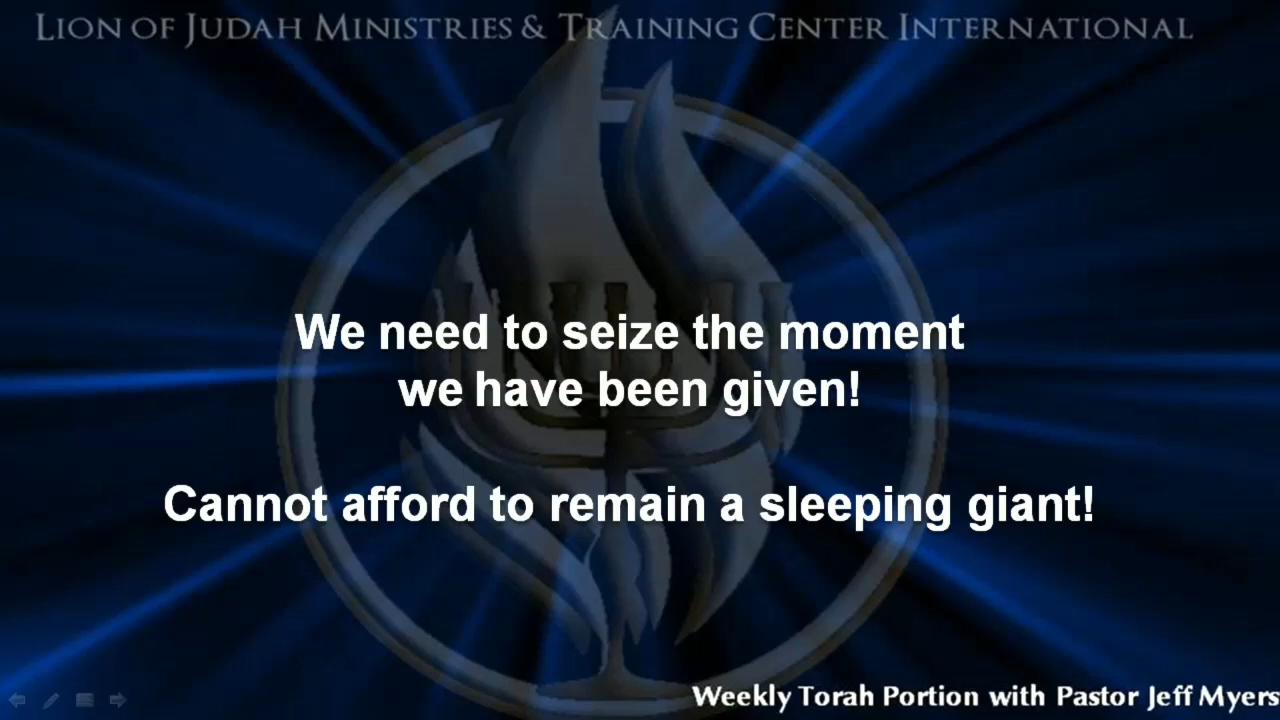 Lion of Judah Ministries & Training Center International
We need to seize the moment
we have been given!
Cannot afford to remain a sleeping giant!
Weekly Torah Portion with Pastor Jeff Myers